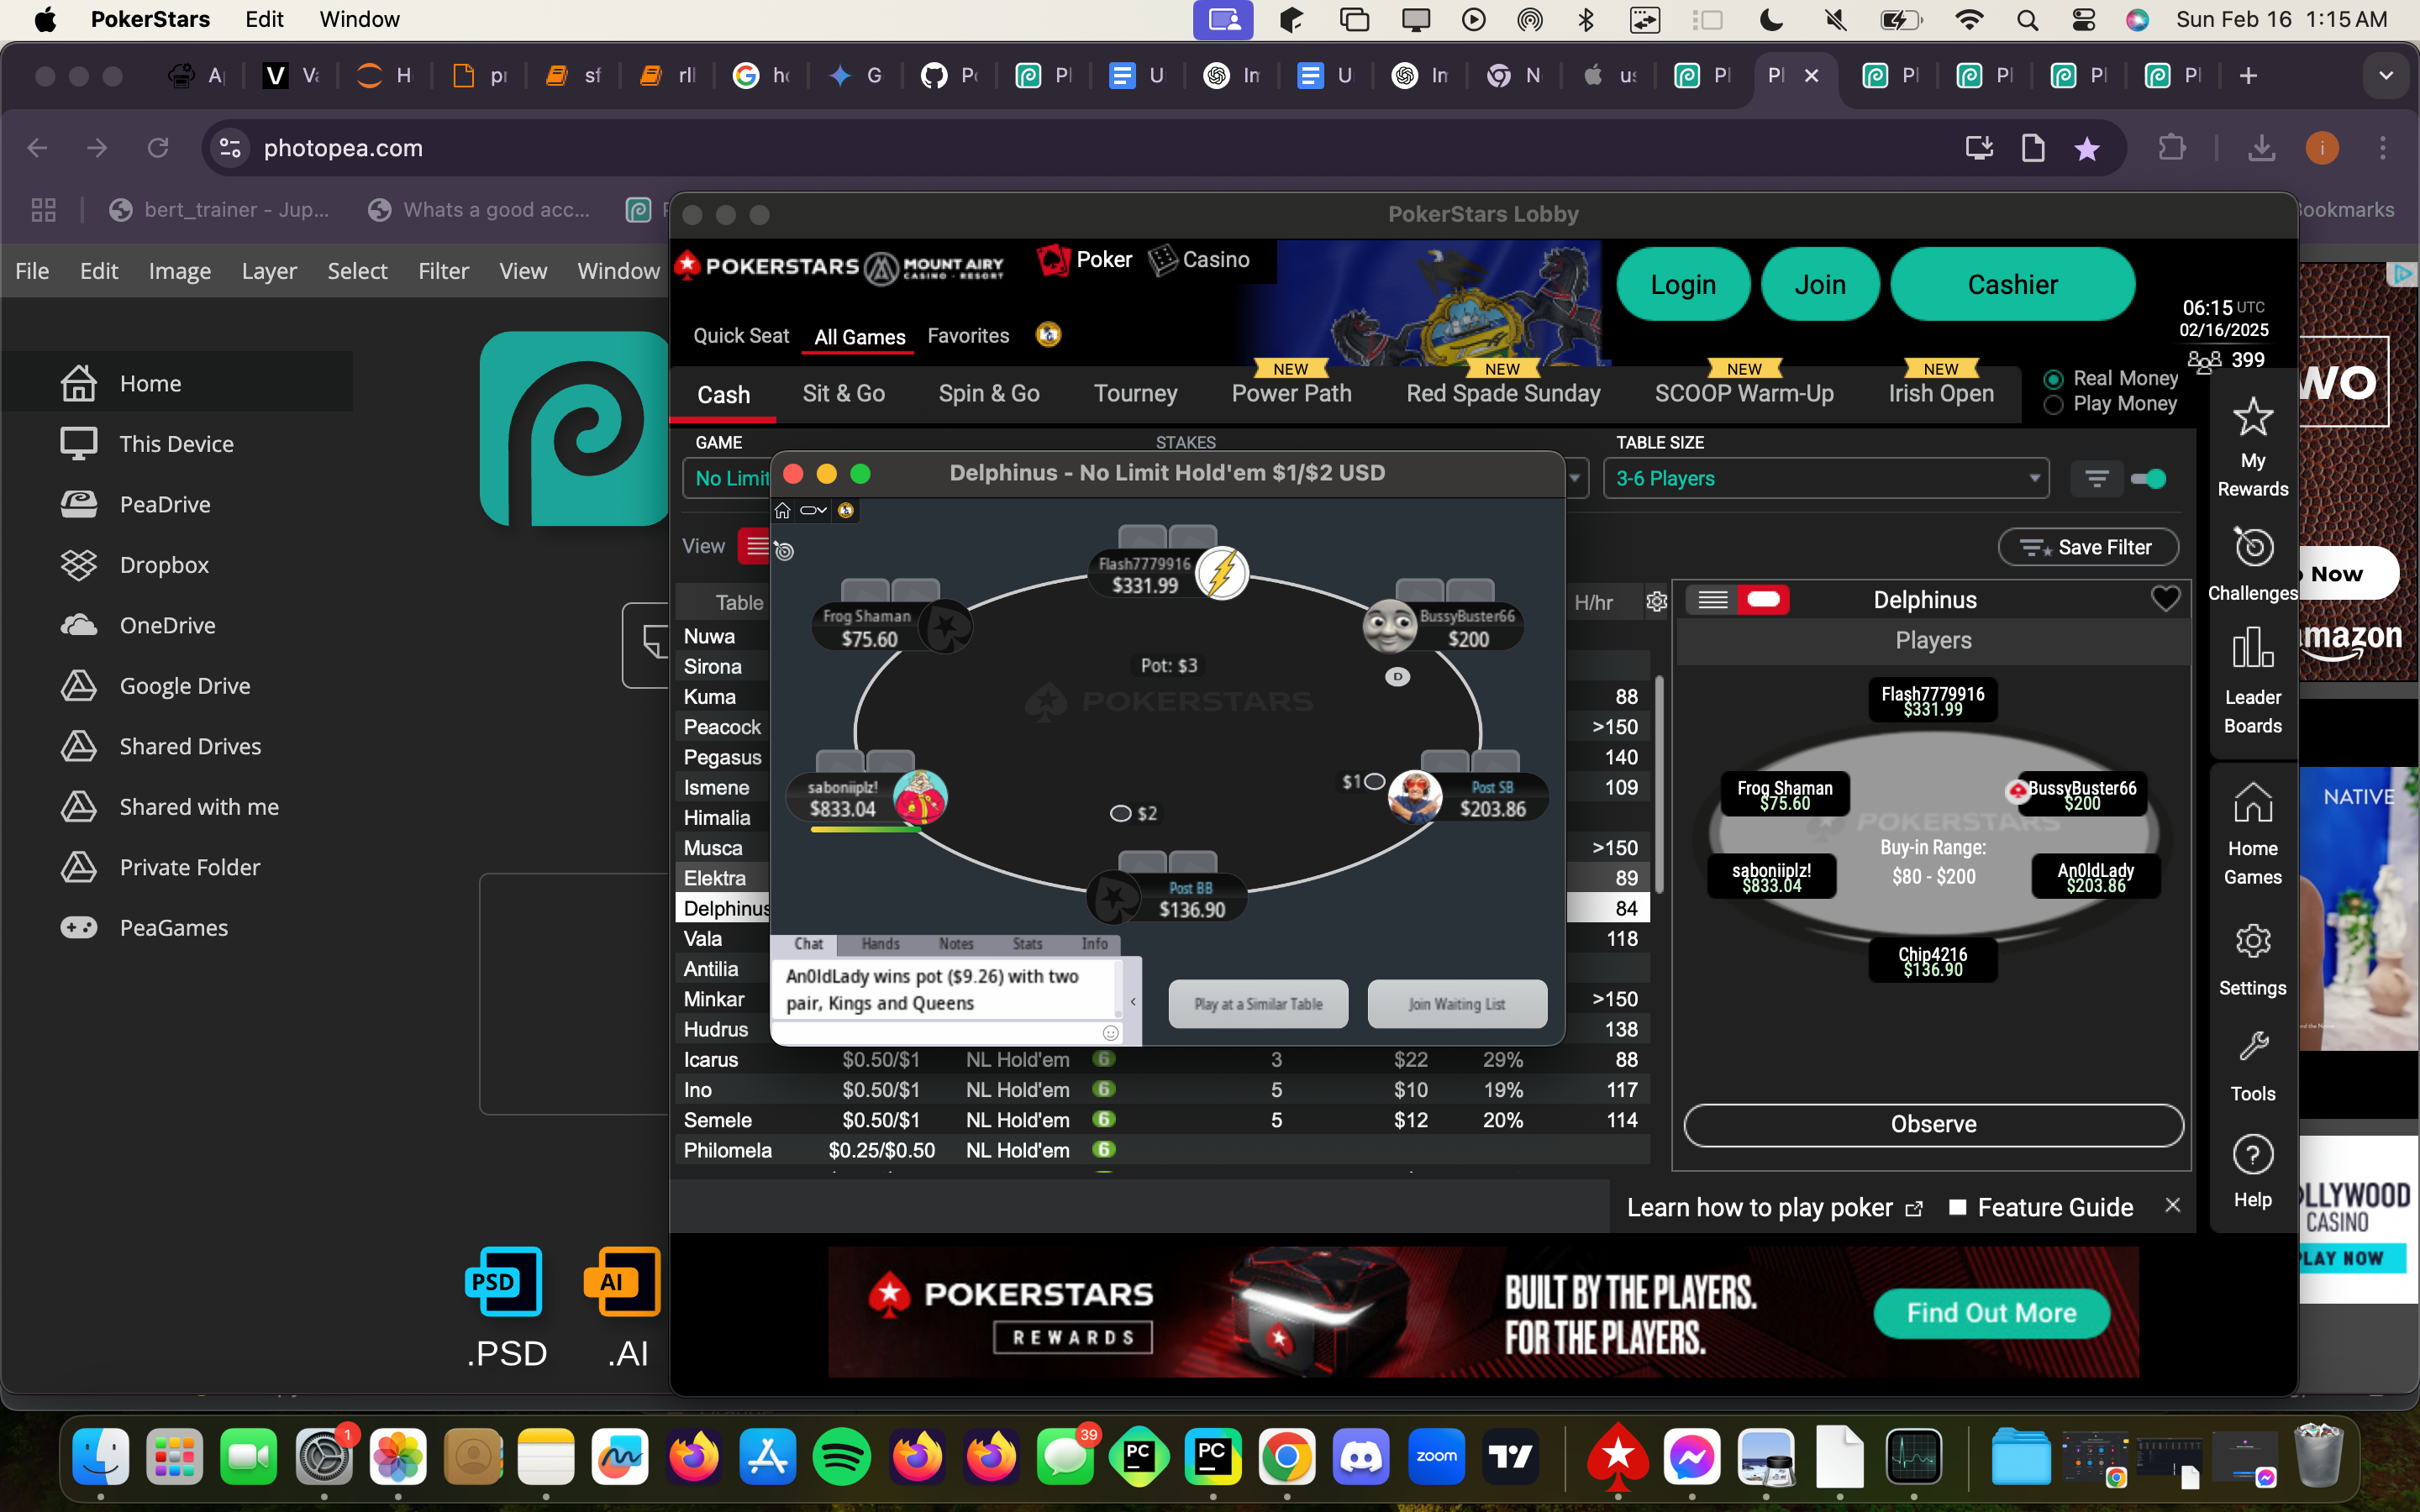 PokerStars Edit Window Sun Feb 16 1:15 AM
photopea.com
bert_trainer - Jup... Whats a good acc...
File Edit Image Layer Select Filter View Window
Home
This Device
PeaDrive
Dropbox
OneDrive
Google Drive
Shared Drives
Shared with me
Private Folder
PeaGames
PSD AI
.PSD .AI
PokerStars Lobby
POKERSTARS MOUNT AIRY
CASINO · RESORT
Poker Casino
Login Join Cashier
06:15 UTC
02/16/2025
399
Quick Seat All Games Favorites
NEW NEW NEW NEW
Cash Sit & Go Spin & Go Tourney Power Path Red Spade Sunday SCOOP Warm-Up Irish Open
Real Money
Play Money
GAME STAKES TABLE SIZE
No Limit 3-6 Players
View Save Filter
Table H/hr
Nuwa
Sirona
Kuma 88
Peacock >150
Pegasus 140
Ismene 109
Himalia
Musca >150
Elektra 89
Delphinus 84
Vala 118
Antilia
Minkar >150
Hudrus 138
Icarus $0.50/$1 NL Hold'em 6 3 $22 29% 88
Ino $0.50/$1 NL Hold'em 6 5 $10 19% 117
Semele $0.50/$1 NL Hold'em 6 5 $12 20% 114
Philomela $0.25/$0.50 NL Hold'em 6
Delphinus - No Limit Hold'em $1/$2 USD
Flash7779916
$331.99
Frog Shaman
$75.60
BussyBuster66
$200
Pot: $3
D
POKERSTARS
saboniiplz!
$833.04
$1
Post SB
$203.86
$2
Post BB
$136.90
Chat Hands Notes Stats Info
An0ldLady wins pot ($9.26) with two
pair, Kings and Queens
Play at a Similar Table Join Waiting List
Delphinus
Players
Flash7779916
$331.99
Frog Shaman
$75.60
BussyBuster66
$200
POKERSTARS
Buy-in Range:
$80 - $200
saboniiplz!
$833.04
An0ldLady
$203.86
Chip4216
$136.90
Observe
My
Rewards
Challenges
Leader
Boards
Home
Games
Settings
Tools
Help
Learn how to play poker Feature Guide
POKERSTARS
REWARDS
BUILT BY THE PLAYERS.
FOR THE PLAYERS.
Find Out More
Now
NATIVE
CASINO
1 39
PC PC zoom